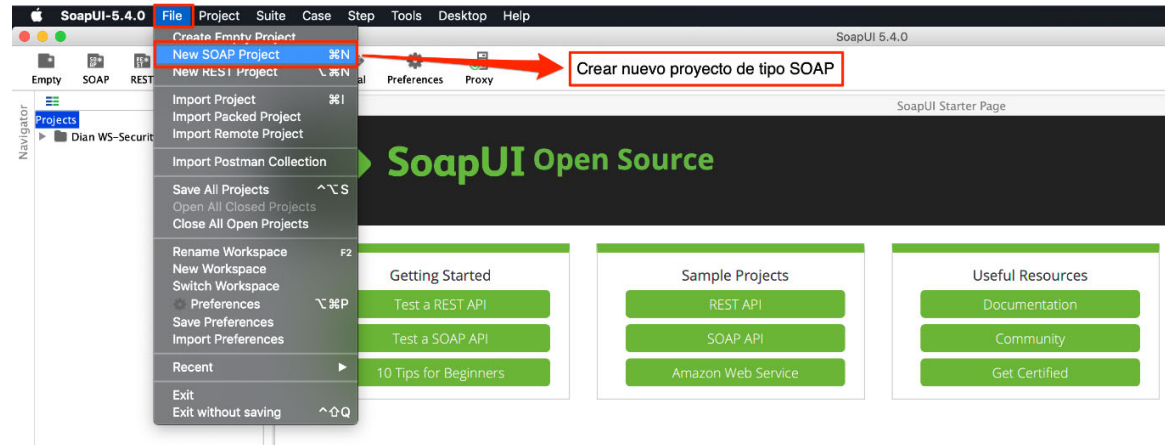 SoapUI-5.4.0 File Project Suite Case Step Tools Desktop Help
SoapUI 5.4.0
Empty SOAP REST al Preferences Proxy
Create Empty Project
New SOAP Project ⌘N
New REST Project ⌥⌘N
Import Project ⌘I
Import Packed Project
Import Remote Project
Import Postman Collection
Save All Projects ^⌥S
Open All Closed Projects
Close All Open Projects
Rename Workspace F2
New Workspace
Switch Workspace
Preferences ⌥⌘P
Save Preferences
Import Preferences
Recent
Exit
Exit without saving ^⇧Q
Crear nuevo proyecto de tipo SOAP
Navigator
Projects
Dian WS-Securit
SoapUI Starter Page
SoapUI Open Source
Getting Started
Test a REST API
Test a SOAP API
10 Tips for Beginners
Sample Projects
REST API
SOAP API
Amazon Web Service
Useful Resources
Documentation
Community
Get Certified